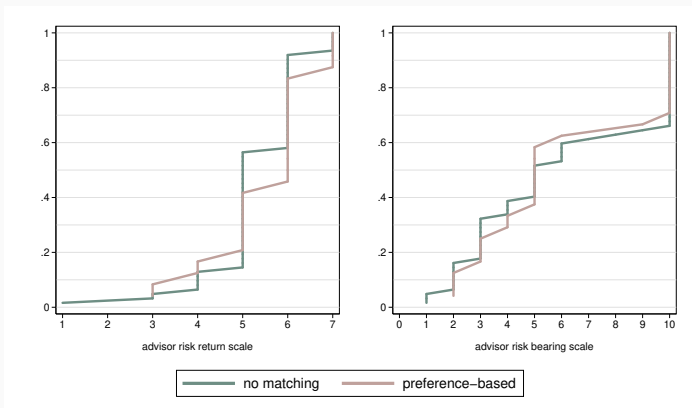 1
.8
.6
.4
.2
0
1 2 3 4 5 6 7
advisor risk return scale
1
.8
.6
.4
.2
0
0 1 2 3 4 5 6 7 8 9 10
advisor risk bearing scale
no matching preference−based